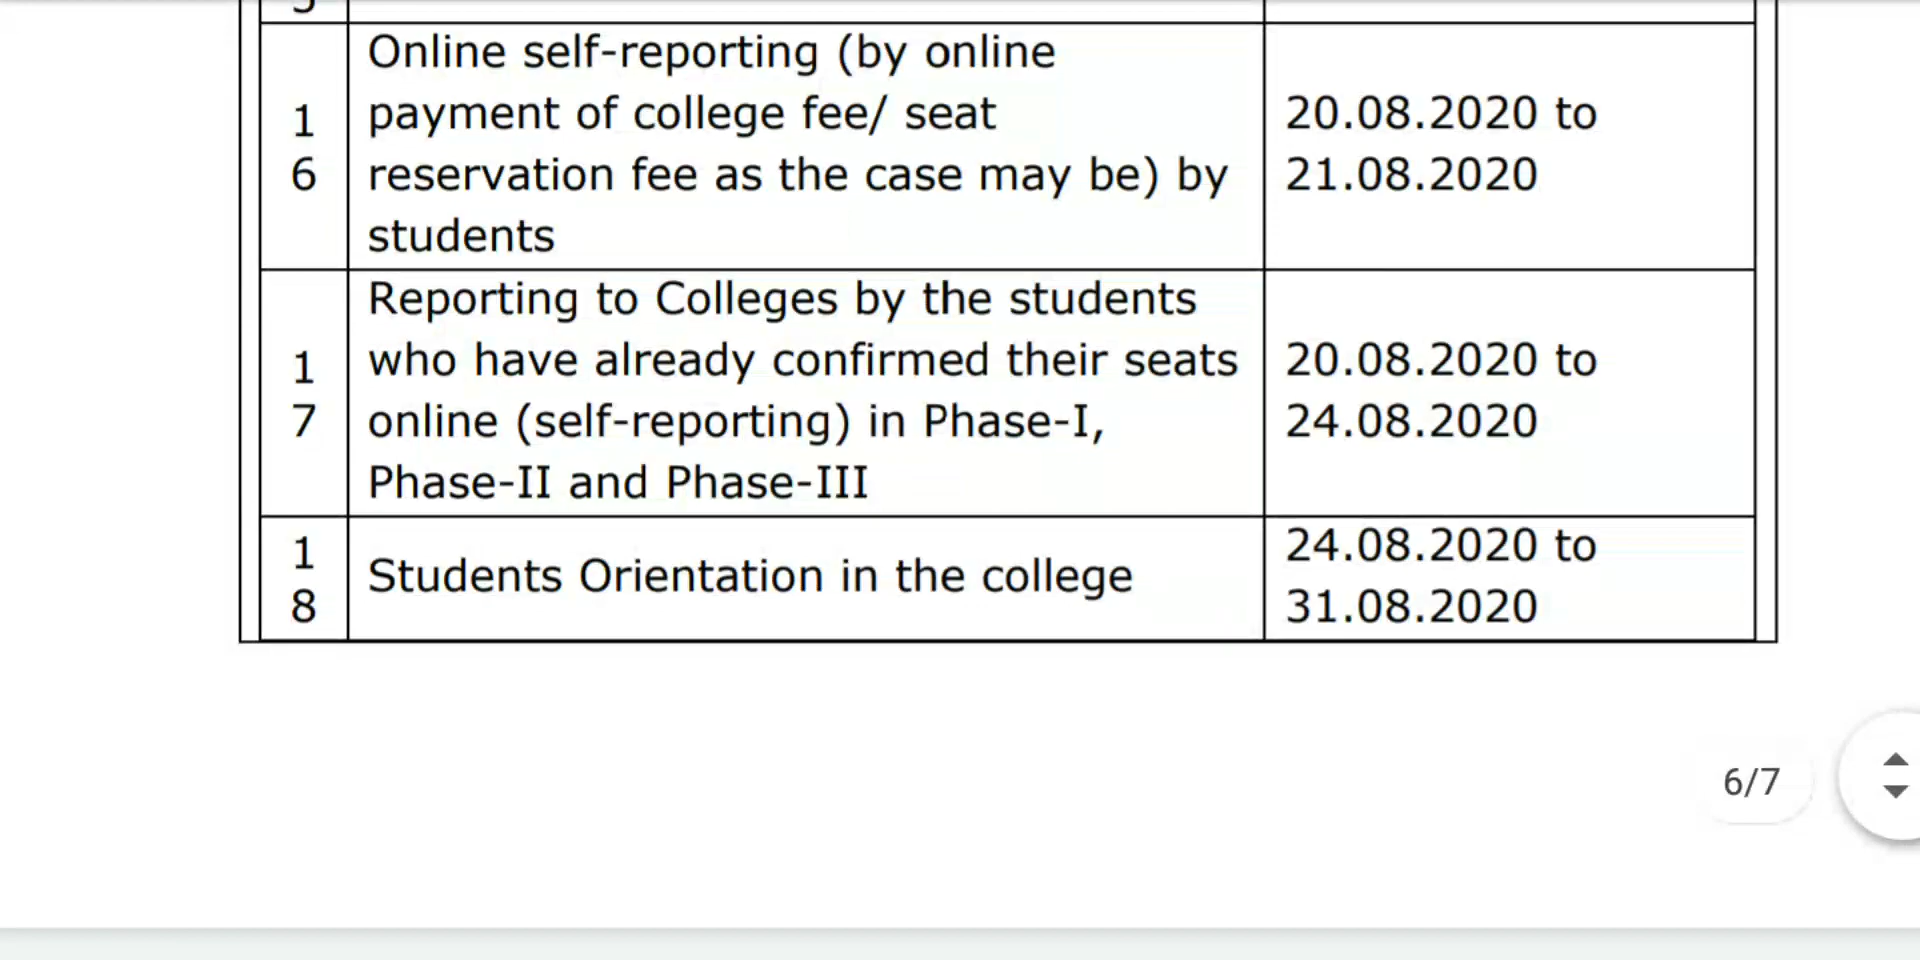 Online self-reporting (by online
payment of college fee/ seat
reservation fee as the case may be) by
students
1
6
20.08.2020 to
21.08.2020
Reporting to Colleges by the students
who have already confirmed their seats
online (self-reporting) in Phase-I,
Phase-II and Phase-III
1
7
20.08.2020 to
24.08.2020
1
8
Students Orientation in the college
24.08.2020 to
31.08.2020
6/7